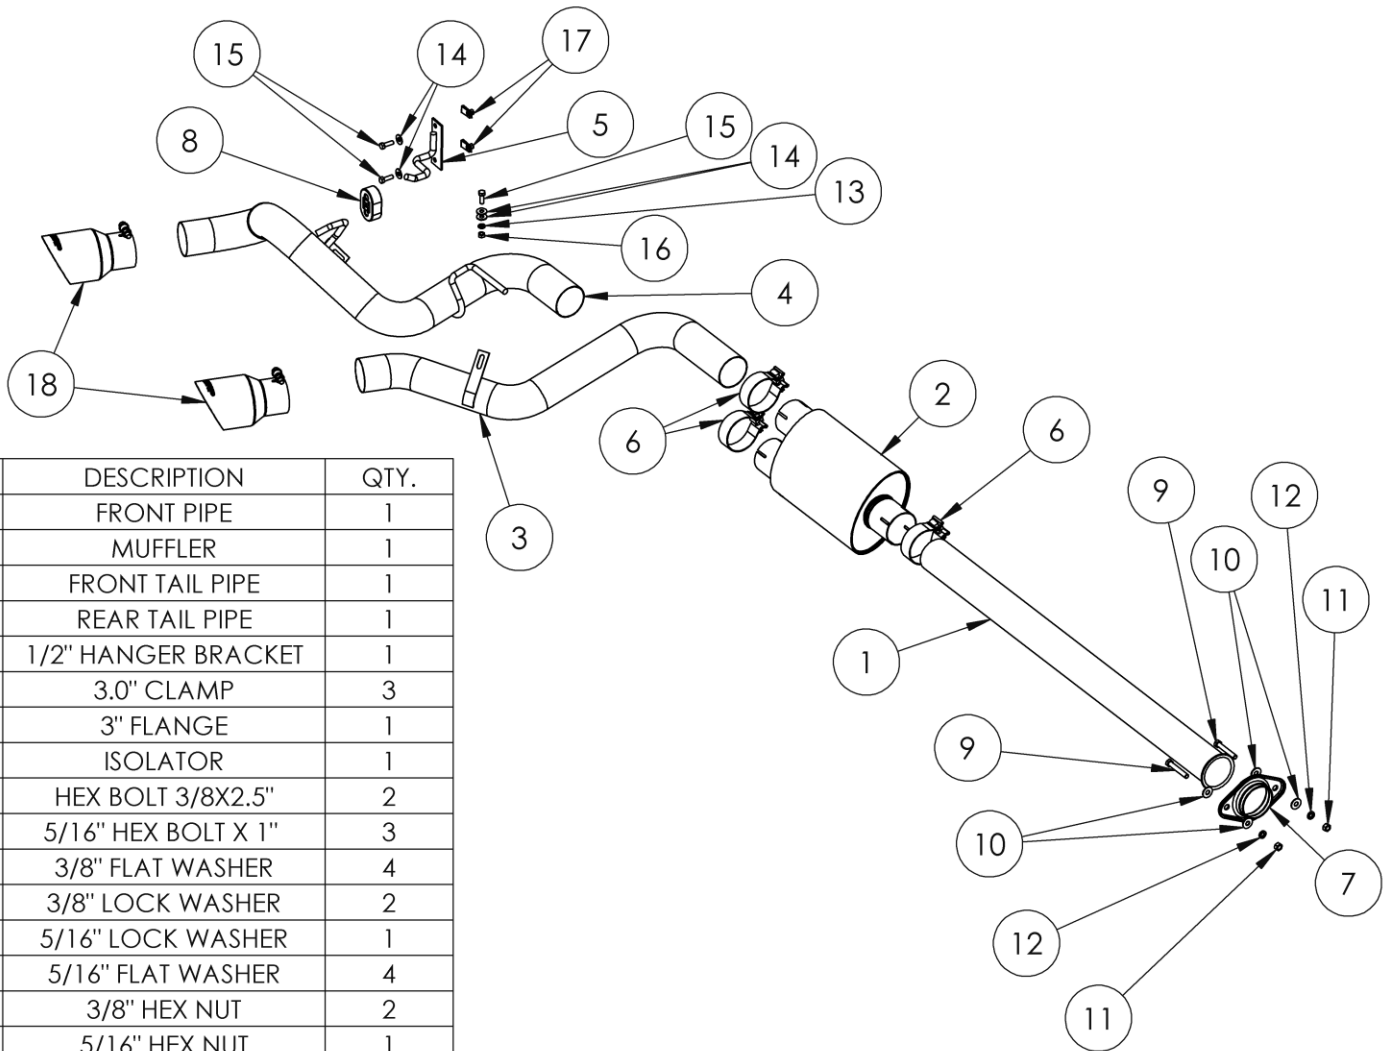 15
14
17
8
5
15
14
13
16
4
18
2
6
6
3
9
12
10
11
1
9
10
7
12
11
DESCRIPTION QTY.
FRONT PIPE 1
MUFFLER 1
FRONT TAIL PIPE 1
REAR TAIL PIPE 1
1/2" HANGER BRACKET 1
3.0" CLAMP 3
3" FLANGE 1
ISOLATOR 1
HEX BOLT 3/8X2.5" 2
5/16" HEX BOLT X 1" 3
3/8" FLAT WASHER 4
3/8" LOCK WASHER 2
5/16" LOCK WASHER 1
5/16" FLAT WASHER 4
3/8" HEX NUT 2
5/16" HEX NUT 1